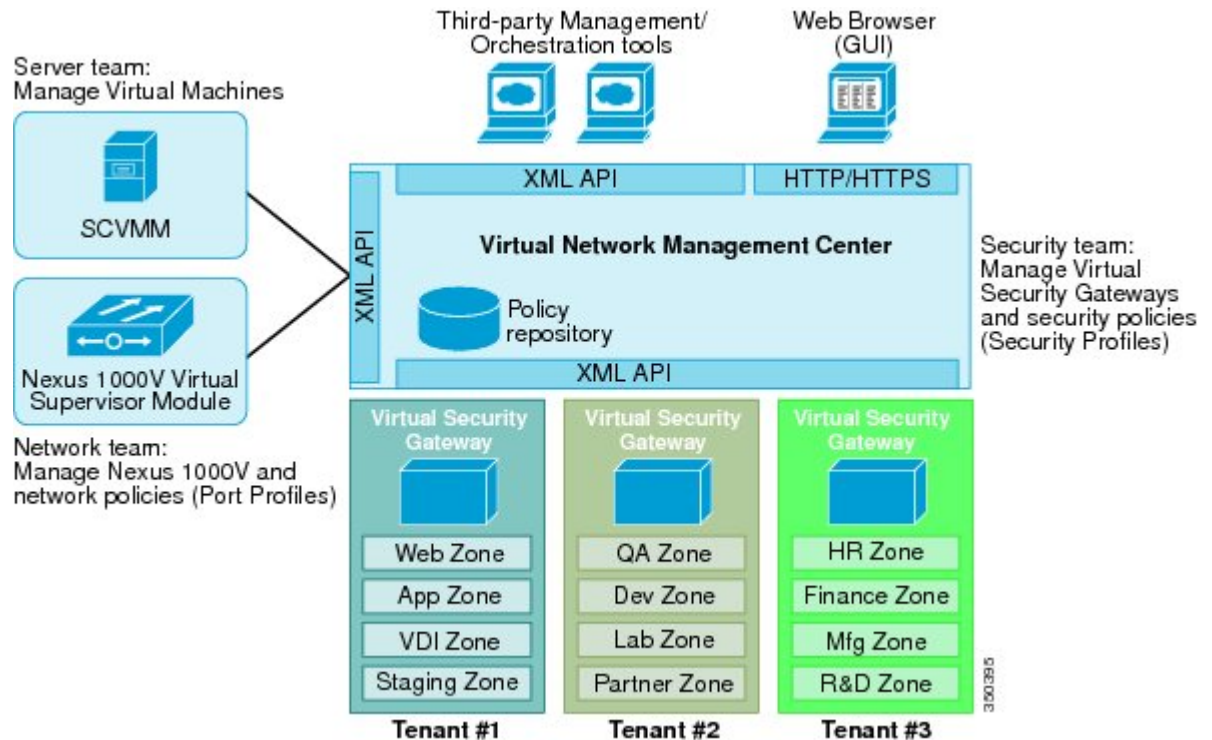 Third-party Management/
Orchestration tools
Web Browser
(GUI)
Server team:
Manage Virtual Machines
SCVMM
Nexus 1000V Virtual
Supervisor Module
Network team:
Manage Nexus 1000V and
network policies (Port Profiles)
XML API
HTTP/HTTPS
XML API
Virtual Network Management Center
Policy
repository
XML API
Security team:
Manage Virtual
Security Gateways
and security policies
(Security Profiles)
Virtual Security
Gateway
Web Zone
App Zone
VDI Zone
Staging Zone
Tenant #1
Virtual Security
Gateway
QA Zone
Dev Zone
Lab Zone
Partner Zone
Tenant #2
Virtual Security
Gateway
HR Zone
Finance Zone
Mfg Zone
R&D Zone
Tenant #3
350395